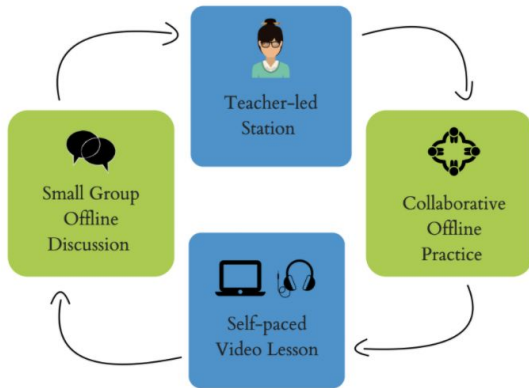 Teacher-led
Station
Small Group
Offline
Discussion
Collaborative
Offline
Practice
Self-paced
Video Lesson